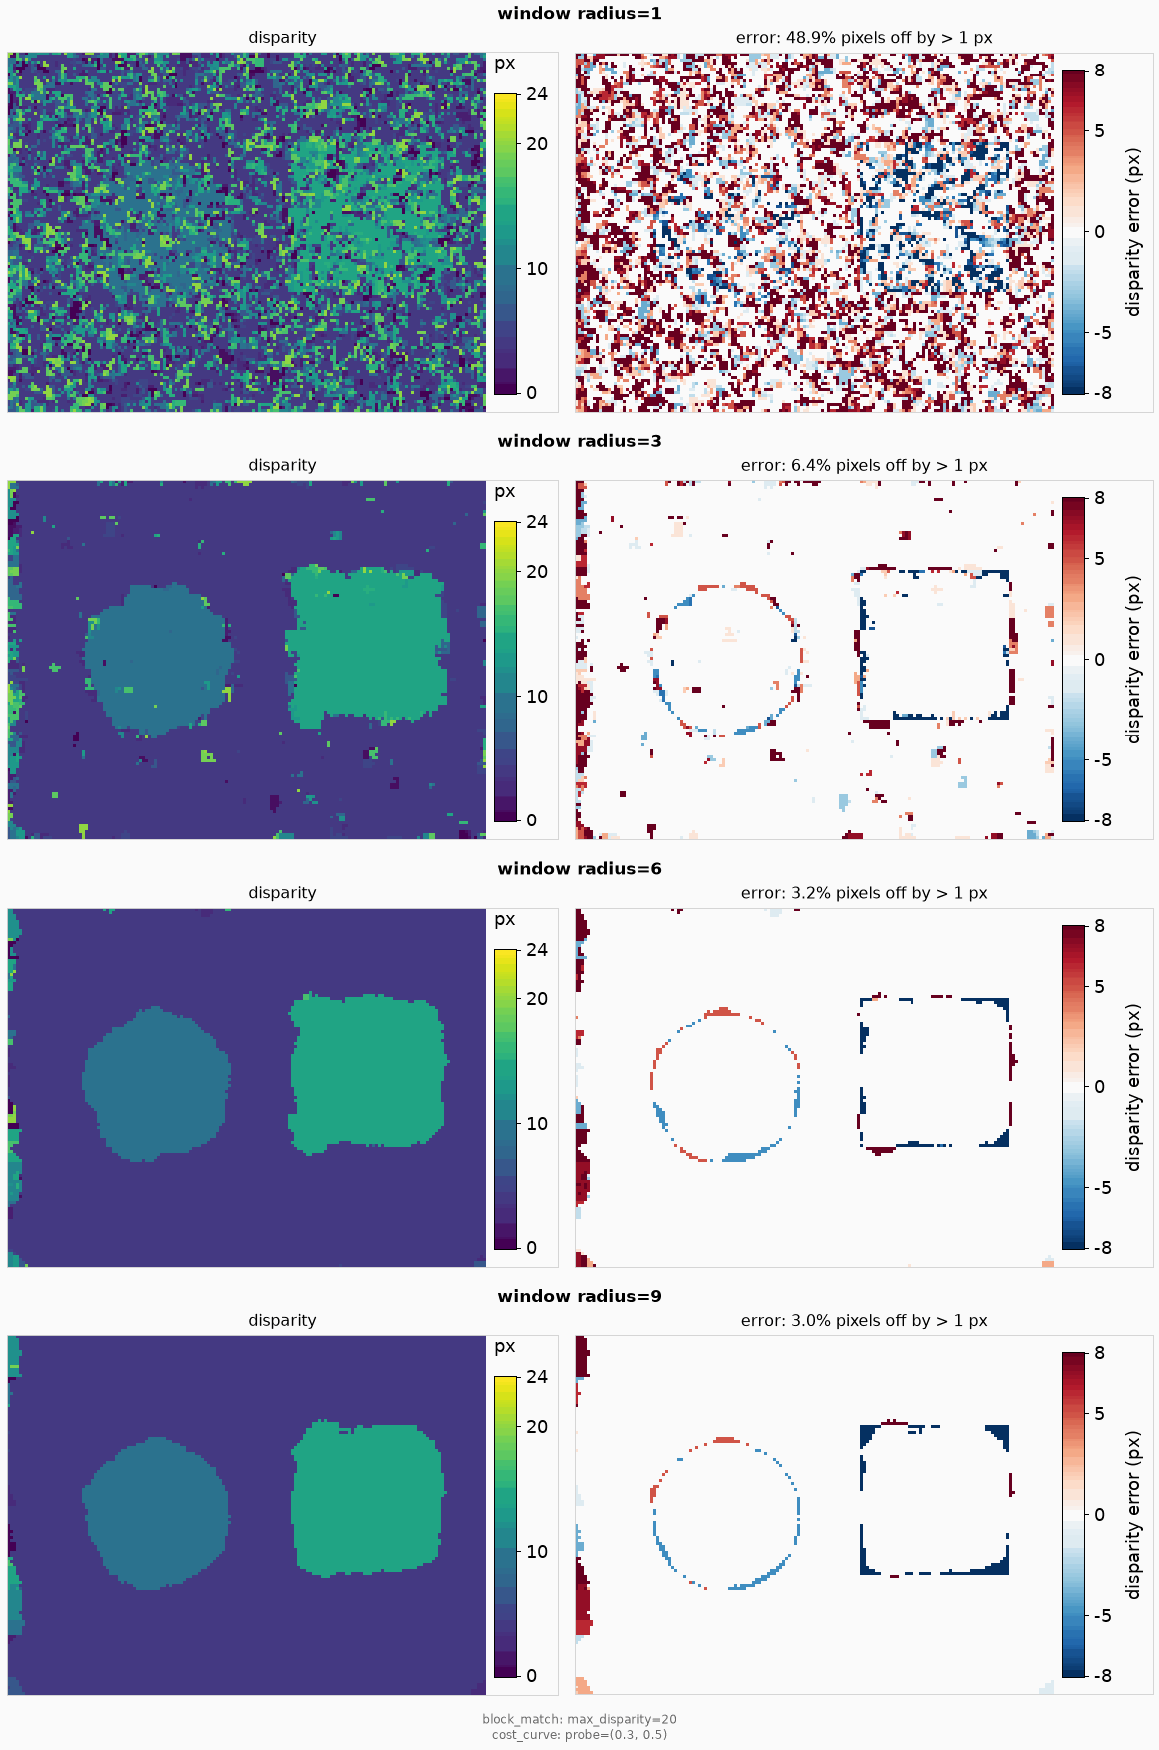 window radius=1
disparity
error: 48.9% pixels off by > 1 px
px
24
20
10
0
8
5
0
-5
-8
disparity error (px)
window radius=3
disparity
error: 6.4% pixels off by > 1 px
px
24
20
10
0
8
5
0
-5
-8
disparity error (px)
window radius=6
disparity
error: 3.2% pixels off by > 1 px
px
24
20
10
0
8
5
0
-5
-8
disparity error (px)
window radius=9
disparity
error: 3.0% pixels off by > 1 px
px
24
20
10
0
8
5
0
-5
-8
disparity error (px)
block_match: max_disparity=20
cost_curve: probe=(0.3, 0.5)